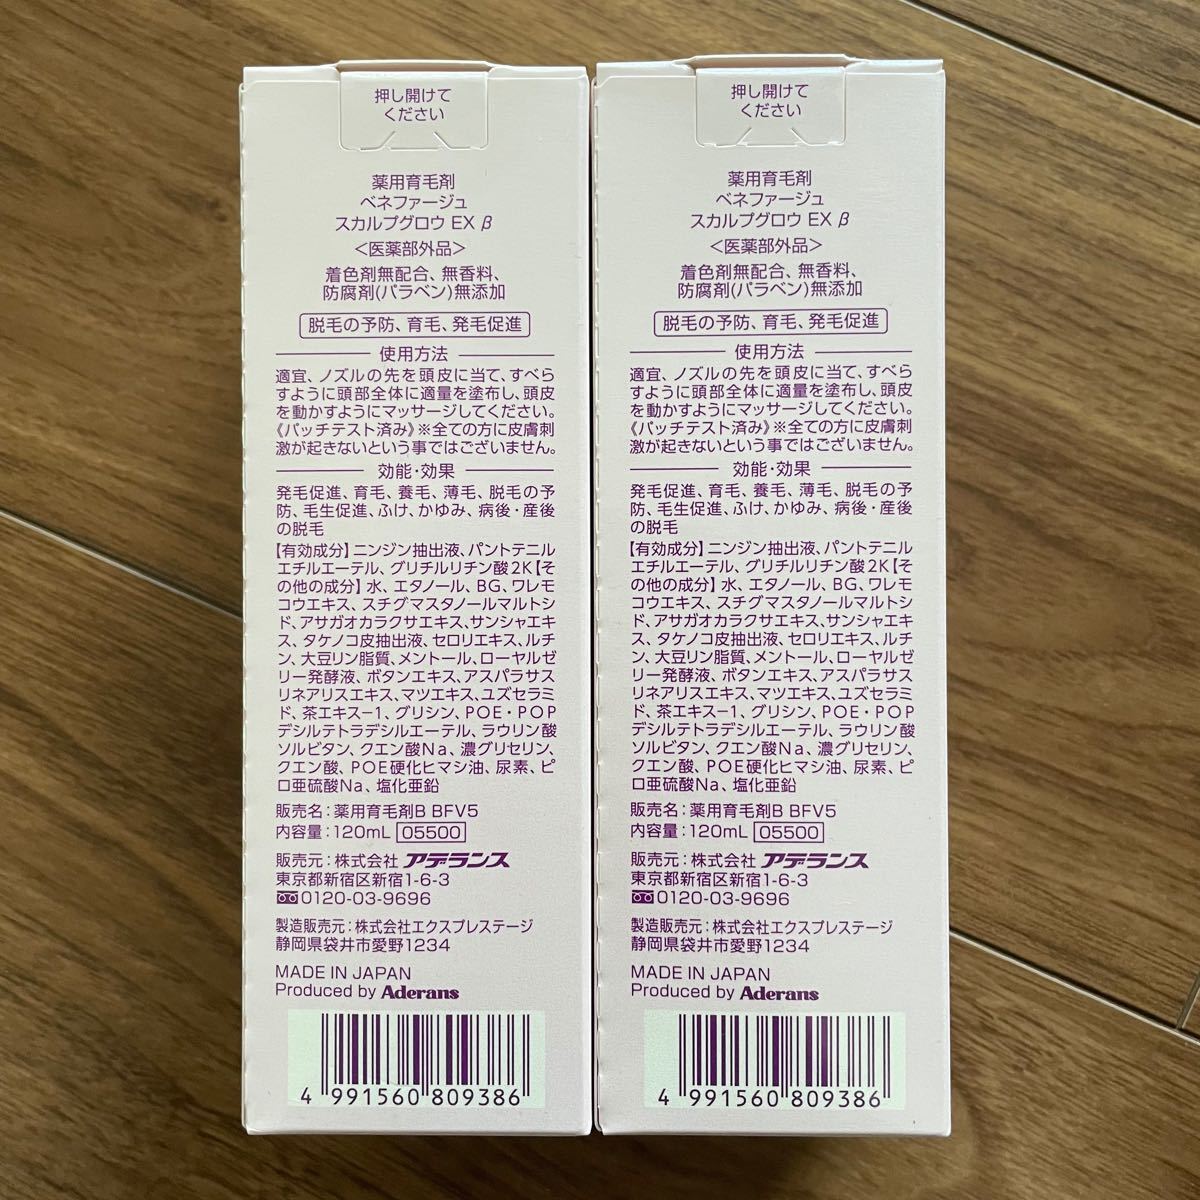 押し開けて
ください
薬用育毛剤
ベネファージュ
スカルプグロウ EX β
<医薬部外品>
着色剤無配合、無香料、
防腐剤(パラベン)無添加
脱毛の予防、育毛、発毛促進
使用方法
適宜、ノズルの先を頭皮に当て、すべら
すように頭部全体に適量を塗布し、頭皮
を動かすようにマッサージしてください。
《パッチテスト済み》※全ての方に皮膚刺
激が起きないという事ではございません。
効能・効果
発毛促進、育毛、養毛、薄毛、脱毛の予
防、毛生促進、ふけ、かゆみ、病後・産後
の脱毛
【有効成分】ニンジン抽出液、パントテニル
エチルエーテル、グリチルリチン酸2K【そ
の他の成分】水、エタノール、BG、ワレモ
コウエキス、スチグマスタノールマルトシ
ド、アサガオカラクサエキス、サンシャエキ
ス、タケノコ皮抽出液、セロリエキス、ルチ
ン、大豆リン脂質、メントール、ローヤルゼ
リー発酵液、ボタンエキス、アスパラサス
リネアリスエキス、マツエキス、ユズセラミ
ド、茶エキス-1、グリシン、POE・POP
デシルテトラデシルエーテル、ラウリン酸
ソルビタン、クエン酸Na、濃グリセリン、
クエン酸、POE硬化ヒマシ油、尿素、ピ
ロ亜硫酸Na、塩化亜鉛
販売名:薬用育毛剤B BFV5
内容量:120mL 05500
販売元:株式会社 アデランス
東京都新宿区新宿1-6-3
0120-03-9696
製造販売元:株式会社エクスプレステージ
静岡県袋井市愛野1234
MADE IN JAPAN
Produced by Aderans
4 991560 809386
押し開けて
ください
薬用育毛剤
ベネファージュ
スカルプグロウ EX β
<医薬部外品>
着色剤無配合、無香料、
防腐剤(パラベン)無添加
脱毛の予防、育毛、発毛促進
使用方法
適宜、ノズルの先を頭皮に当て、すべら
すように頭部全体に適量を塗布し、頭皮
を動かすようにマッサージしてください。
《パッチテスト済み》※全ての方に皮膚刺
激が起きないという事ではございません。
効能・効果
発毛促進、育毛、養毛、薄毛、脱毛の予
防、毛生促進、ふけ、かゆみ、病後・産後
の脱毛
【有効成分】ニンジン抽出液、パントテニル
エチルエーテル、グリチルリチン酸2K【そ
の他の成分】水、エタノール、BG、ワレモ
コウエキス、スチグマスタノールマルトシ
ド、アサガオカラクサエキス、サンシャエキ
ス、タケノコ皮抽出液、セロリエキス、ルチ
ン、大豆リン脂質、メントール、ローヤルゼ
リー発酵液、ボタンエキス、アスパラサス
リネアリスエキス、マツエキス、ユズセラミ
ド、茶エキス-1、グリシン、POE・POP
デシルテトラデシルエーテル、ラウリン酸
ソルビタン、クエン酸Na、濃グリセリン、
クエン酸、POE硬化ヒマシ油、尿素、ピ
ロ亜硫酸Na、塩化亜鉛
販売名:薬用育毛剤B BFV5
内容量:120mL 05500
販売元:株式会社 アデランス
東京都新宿区新宿1-6-3
0120-03-9696
製造販売元:株式会社エクスプレステージ
静岡県袋井市愛野1234
MADE IN JAPAN
Produced by Aderans
4 991560 809386